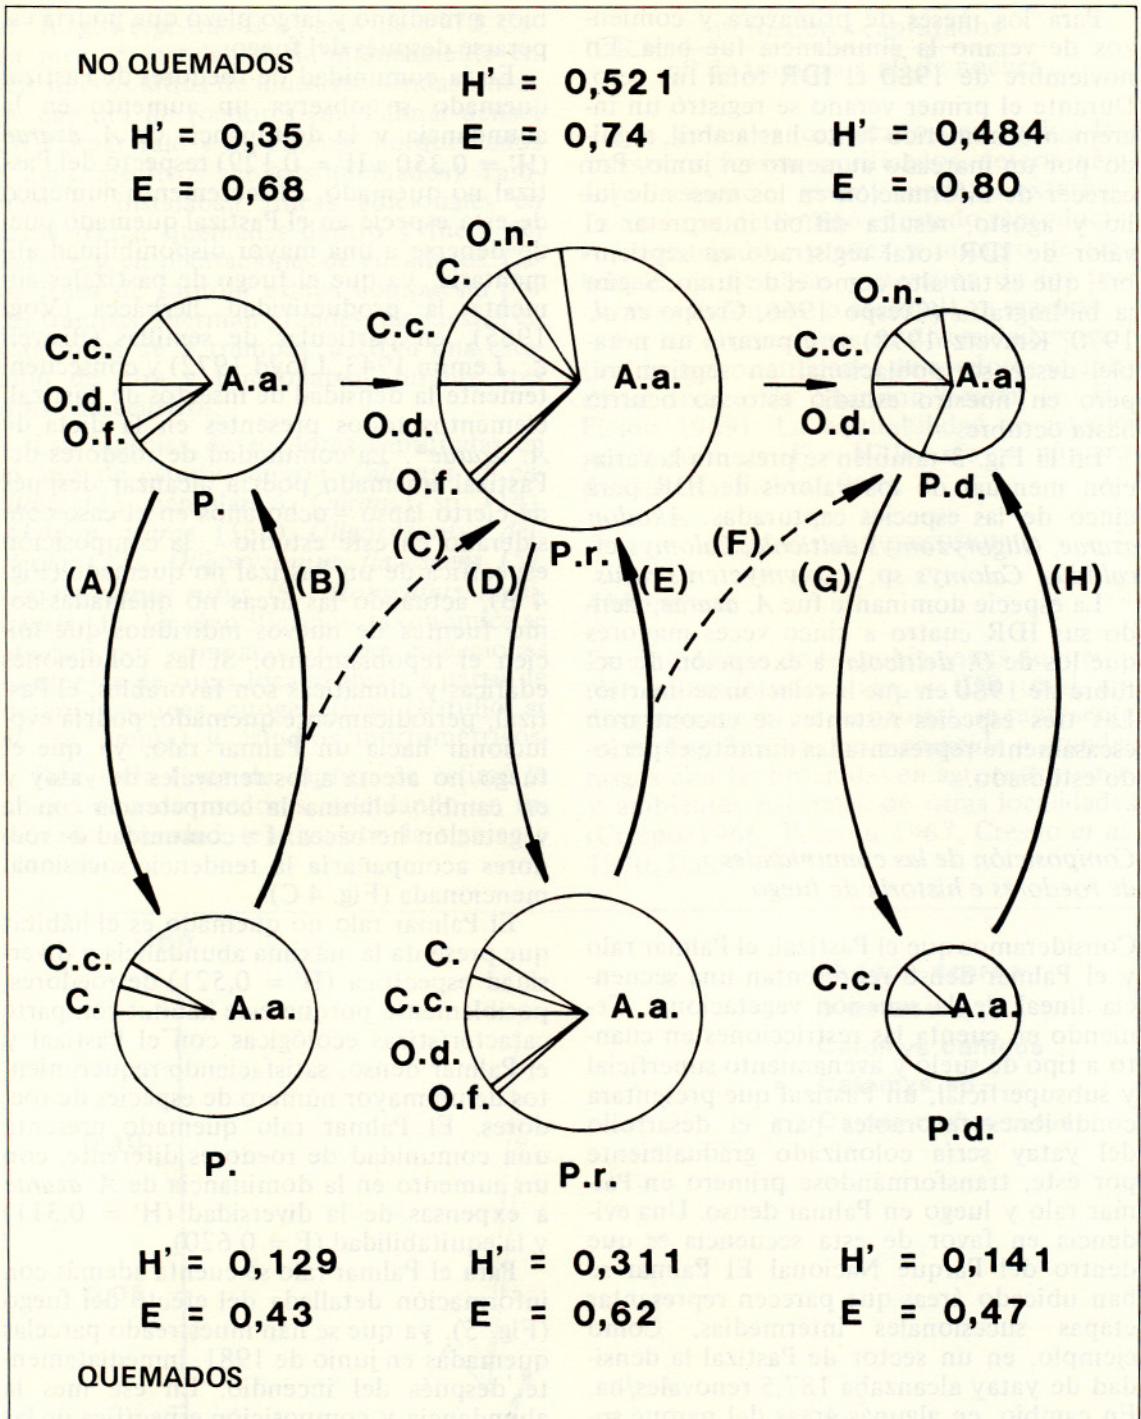 NO QUEMADOS
H' = 0,35
E = 0,68
H' = 0,521
E = 0,74
H' = 0,484
E = 0,80
C.c.
O.d.
O.f.
A.a.
P.
O.n.
C.
C.c.
O.d.
O.f.
A.a.
P.r.
O.n.
C.c.
O.d.
A.a.
P.d.
(A)
(B)
(C)
(D)
(E)
(F)
(G)
(H)
C.c.
C.
A.a.
P.
C.
C.c.
O.d.
O.f.
A.a.
P.r.
C.c.
A.a.
P.d.
H' = 0,129
E = 0,43
H' = 0,311
E = 0,62
H' = 0,141
E = 0,47
QUEMADOS